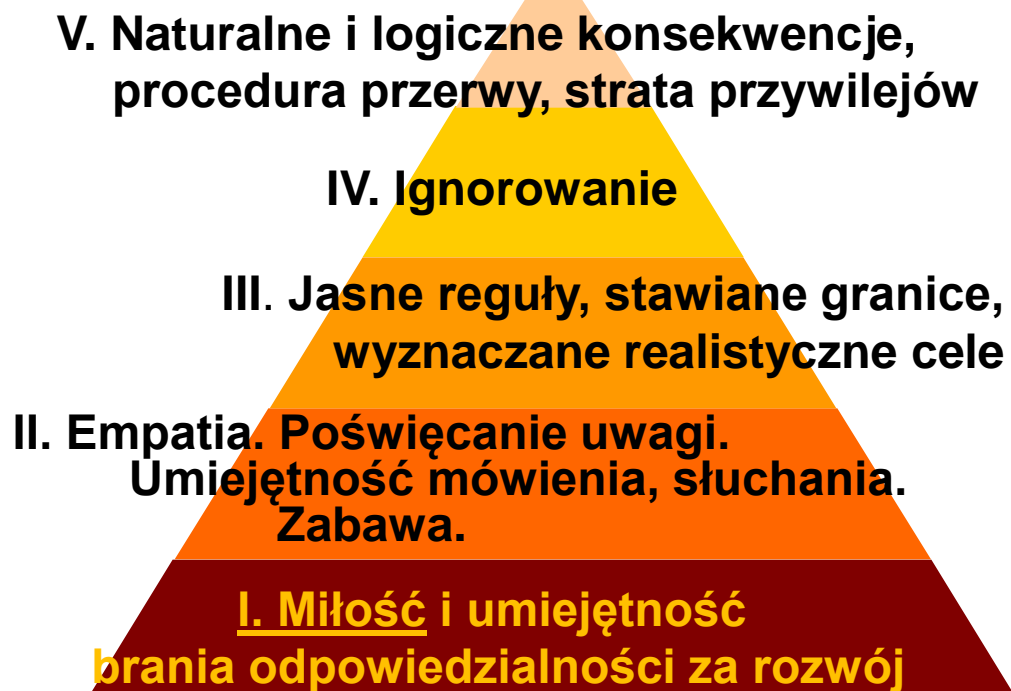 V. Naturalne i logiczne konsekwencje,
procedura przerwy, strata przywilejów
IV. Ignorowanie
III. Jasne reguły, stawiane granice,
wyznaczane realistyczne cele
II. Empatia. Poświęcanie uwagi.
Umiejętność mówienia, słuchania.
Zabawa.
I. Miłość i umiejętność
brania odpowiedzialności za rozwój